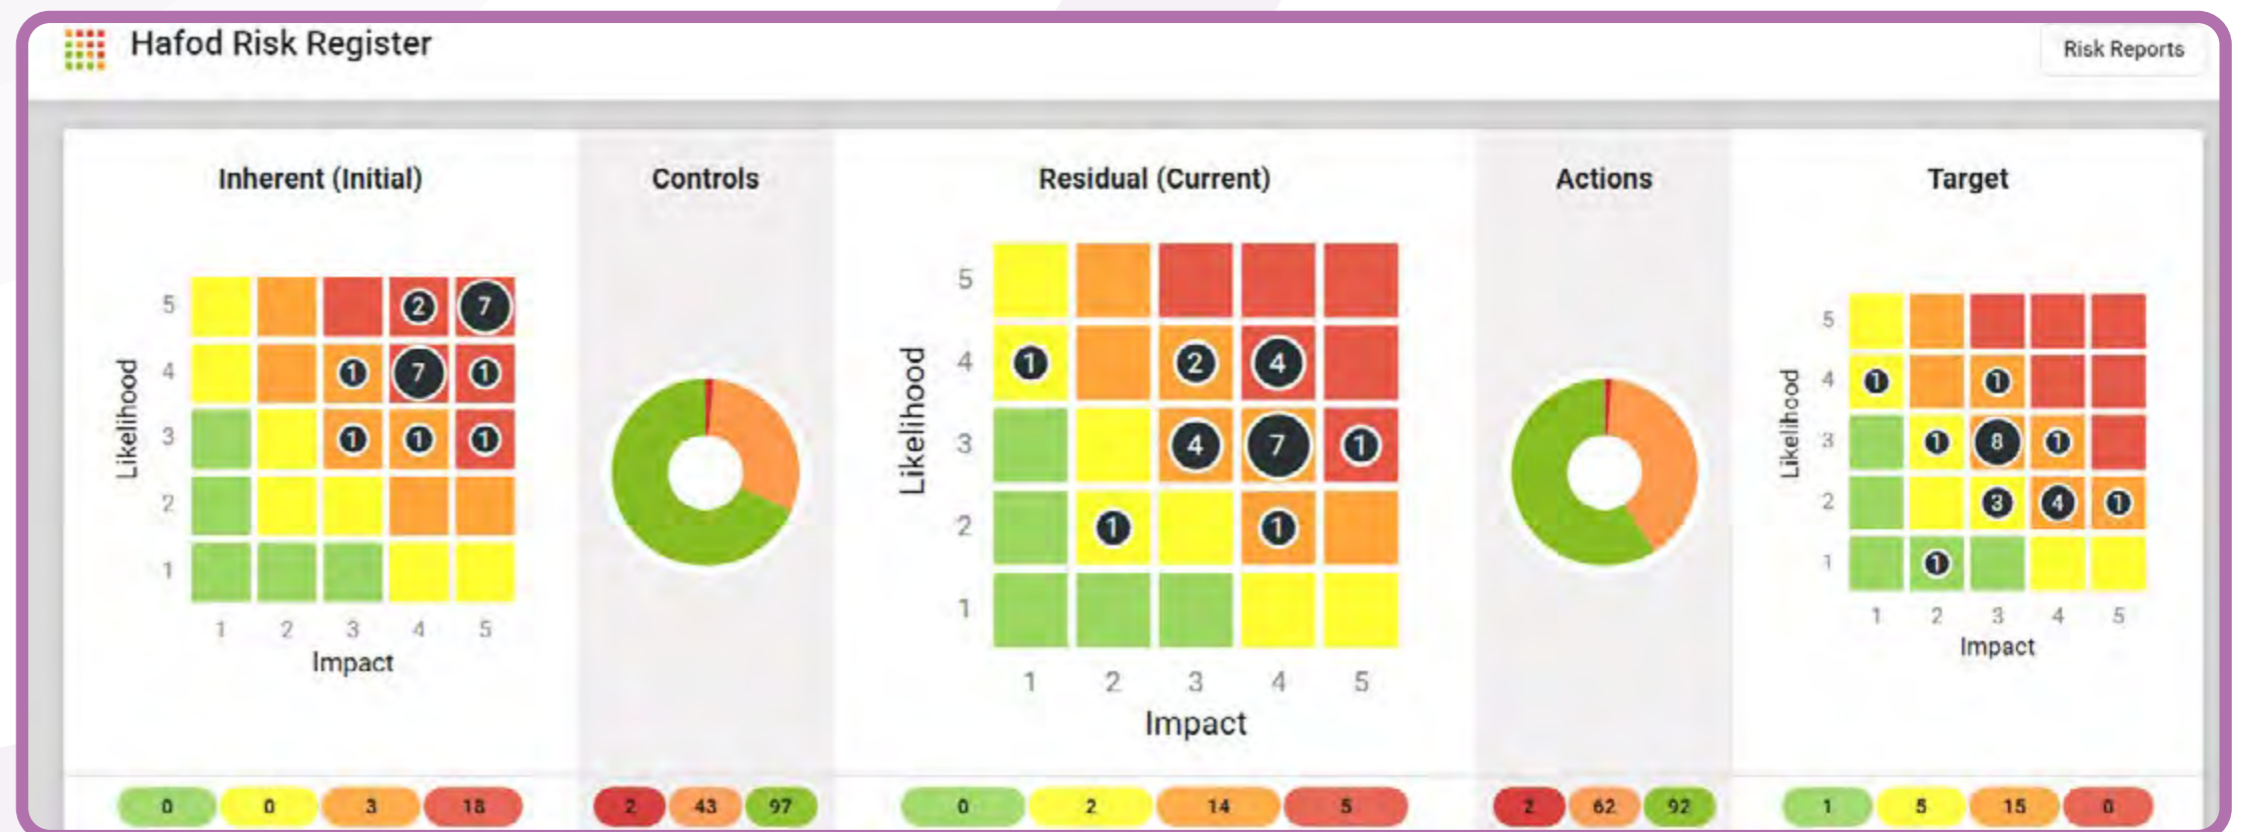 Hafod Risk Register
Risk Reports
Inherent (Initial)
Controls
Residual (Current)
Actions
Target
Likelihood
5
2
7
4
1
7
1
3
1
1
1
2
1
1 2 3 4 5
Impact
Likelihood
5
4
1
2
4
3
4
7
1
2
1
1
1
1 2 3 4 5
Impact
Likelihood
5
4
1
1
3
1
8
1
2
3
4
1
1
1
1 2 3 4 5
Impact
0 0 3 18
2 43 97
0 2 14 5
2 62 92
1 5 15 0